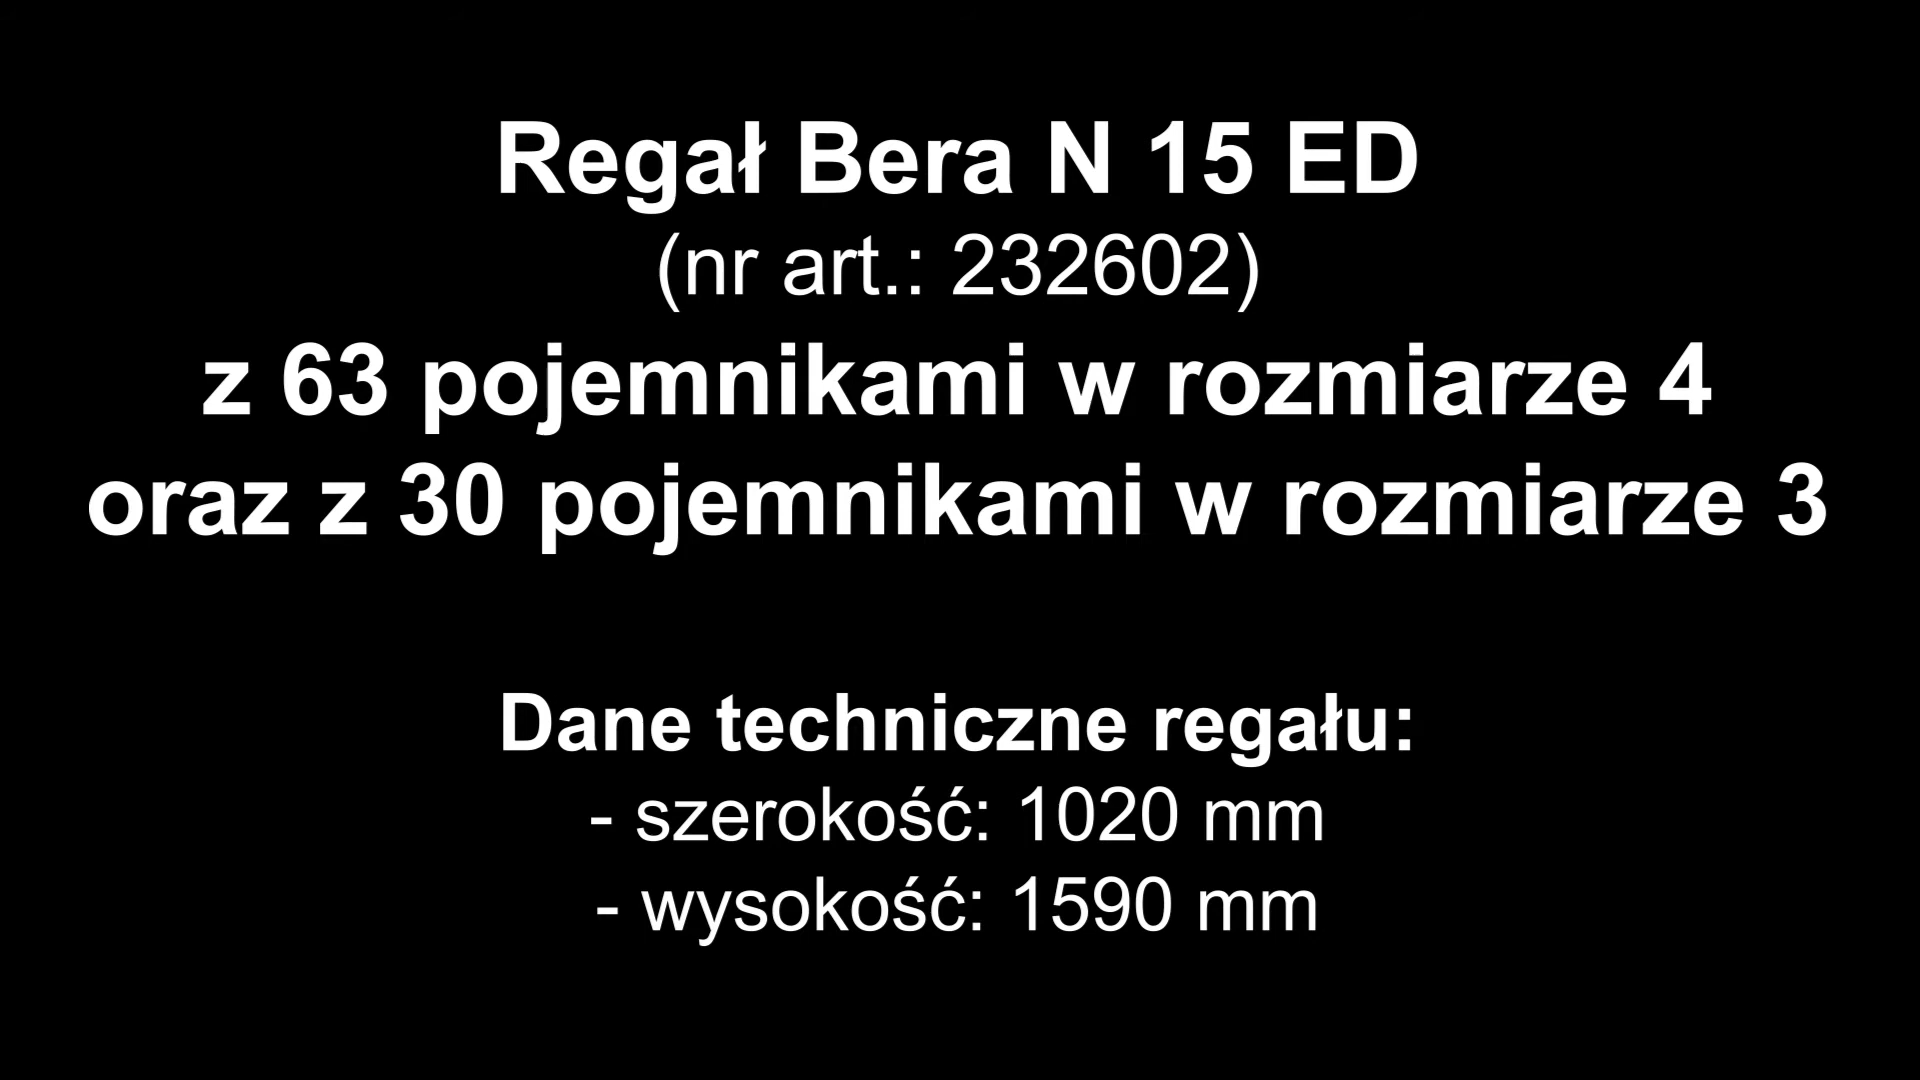 Regał Bera N 15 ED
(nr art.: 232602)
z 63 pojemnikami w rozmiarze 4
oraz z 30 pojemnikami w rozmiarze 3
Dane techniczne regału:
- szerokość: 1020 mm
- wysokość: 1590 mm